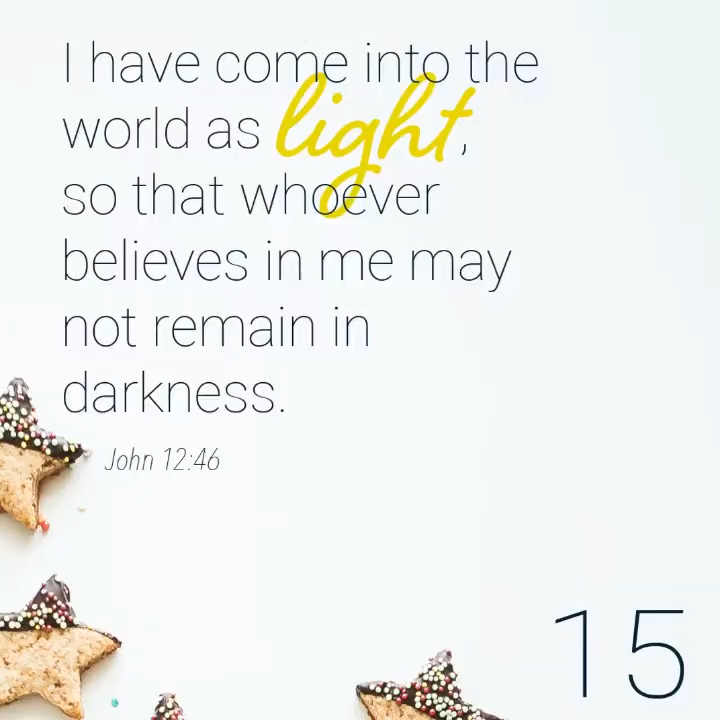 I have come into the
world as light,
so that whoever
believes in me may
not remain in
darkness.
John 12:46
15